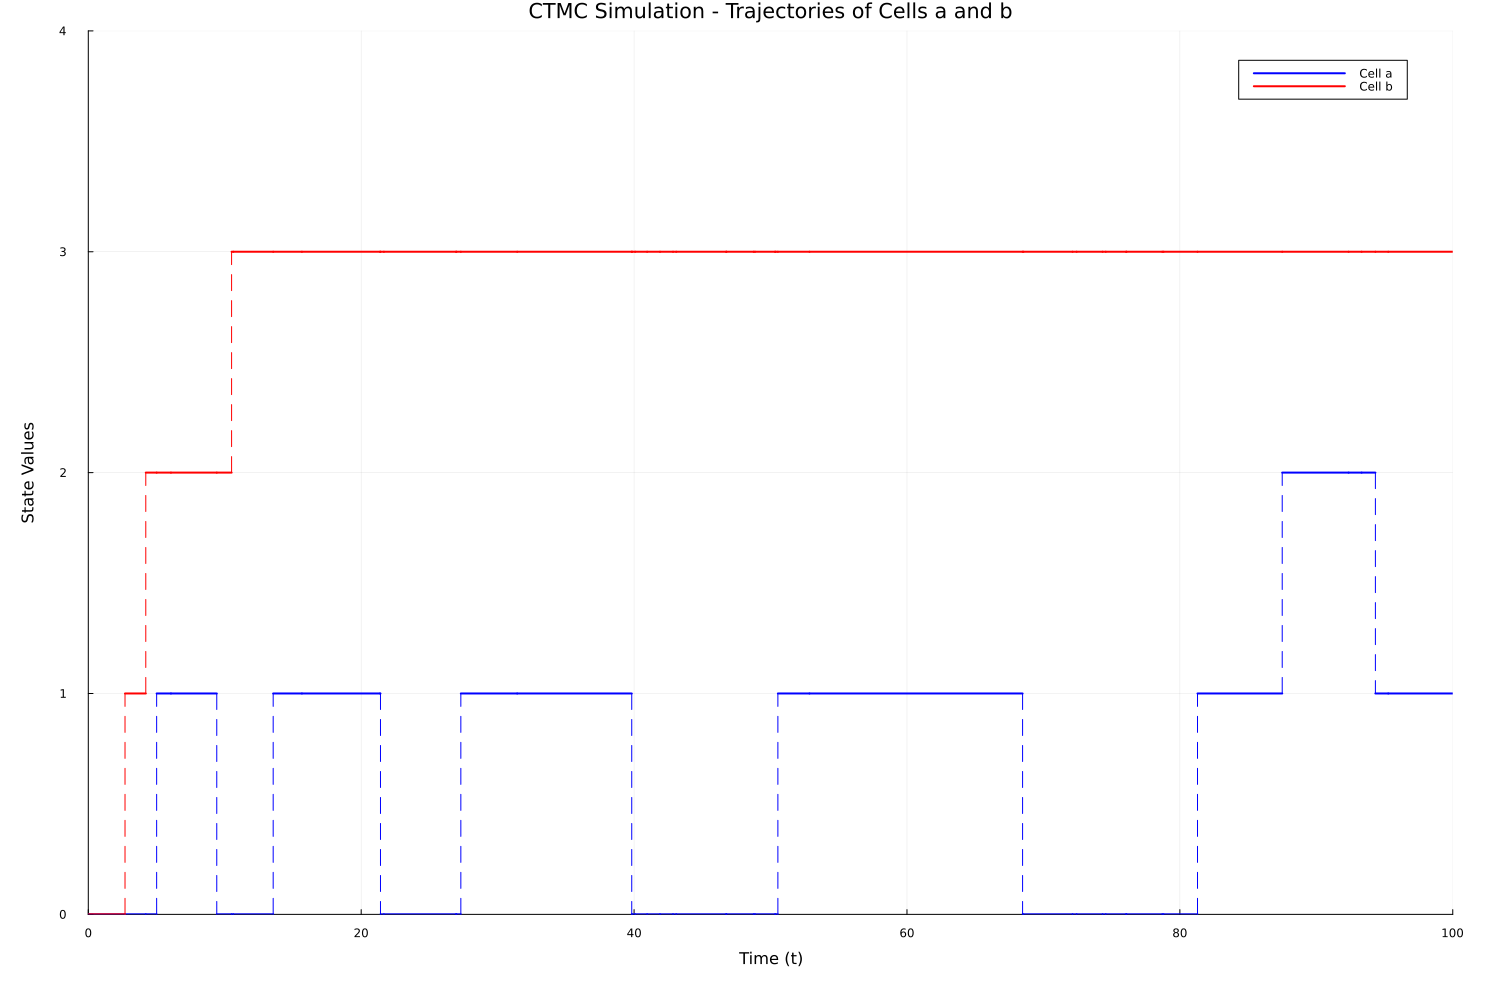 CTMC Simulation - Trajectories of Cells a and b
4
Cell a
Cell b
3
State Values
2
1
0
0 20 40 60 80 100
Time (t)